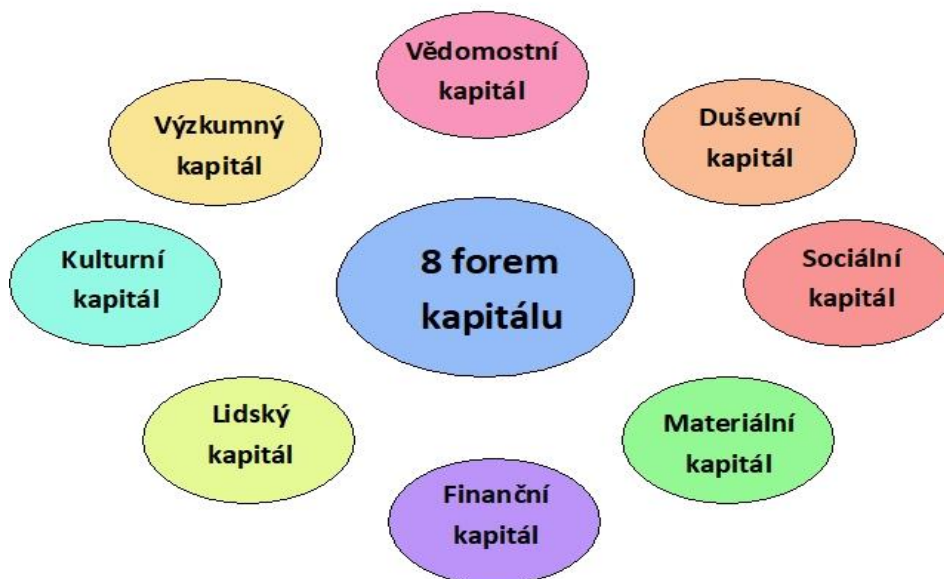 Vědomostní
kapitál
Výzkumný
kapitál
Duševní
kapitál
Kulturní
kapitál
8 forem
kapitálu
Sociální
kapitál
Lidský
kapitál
Materiální
kapitál
Finanční
kapitál